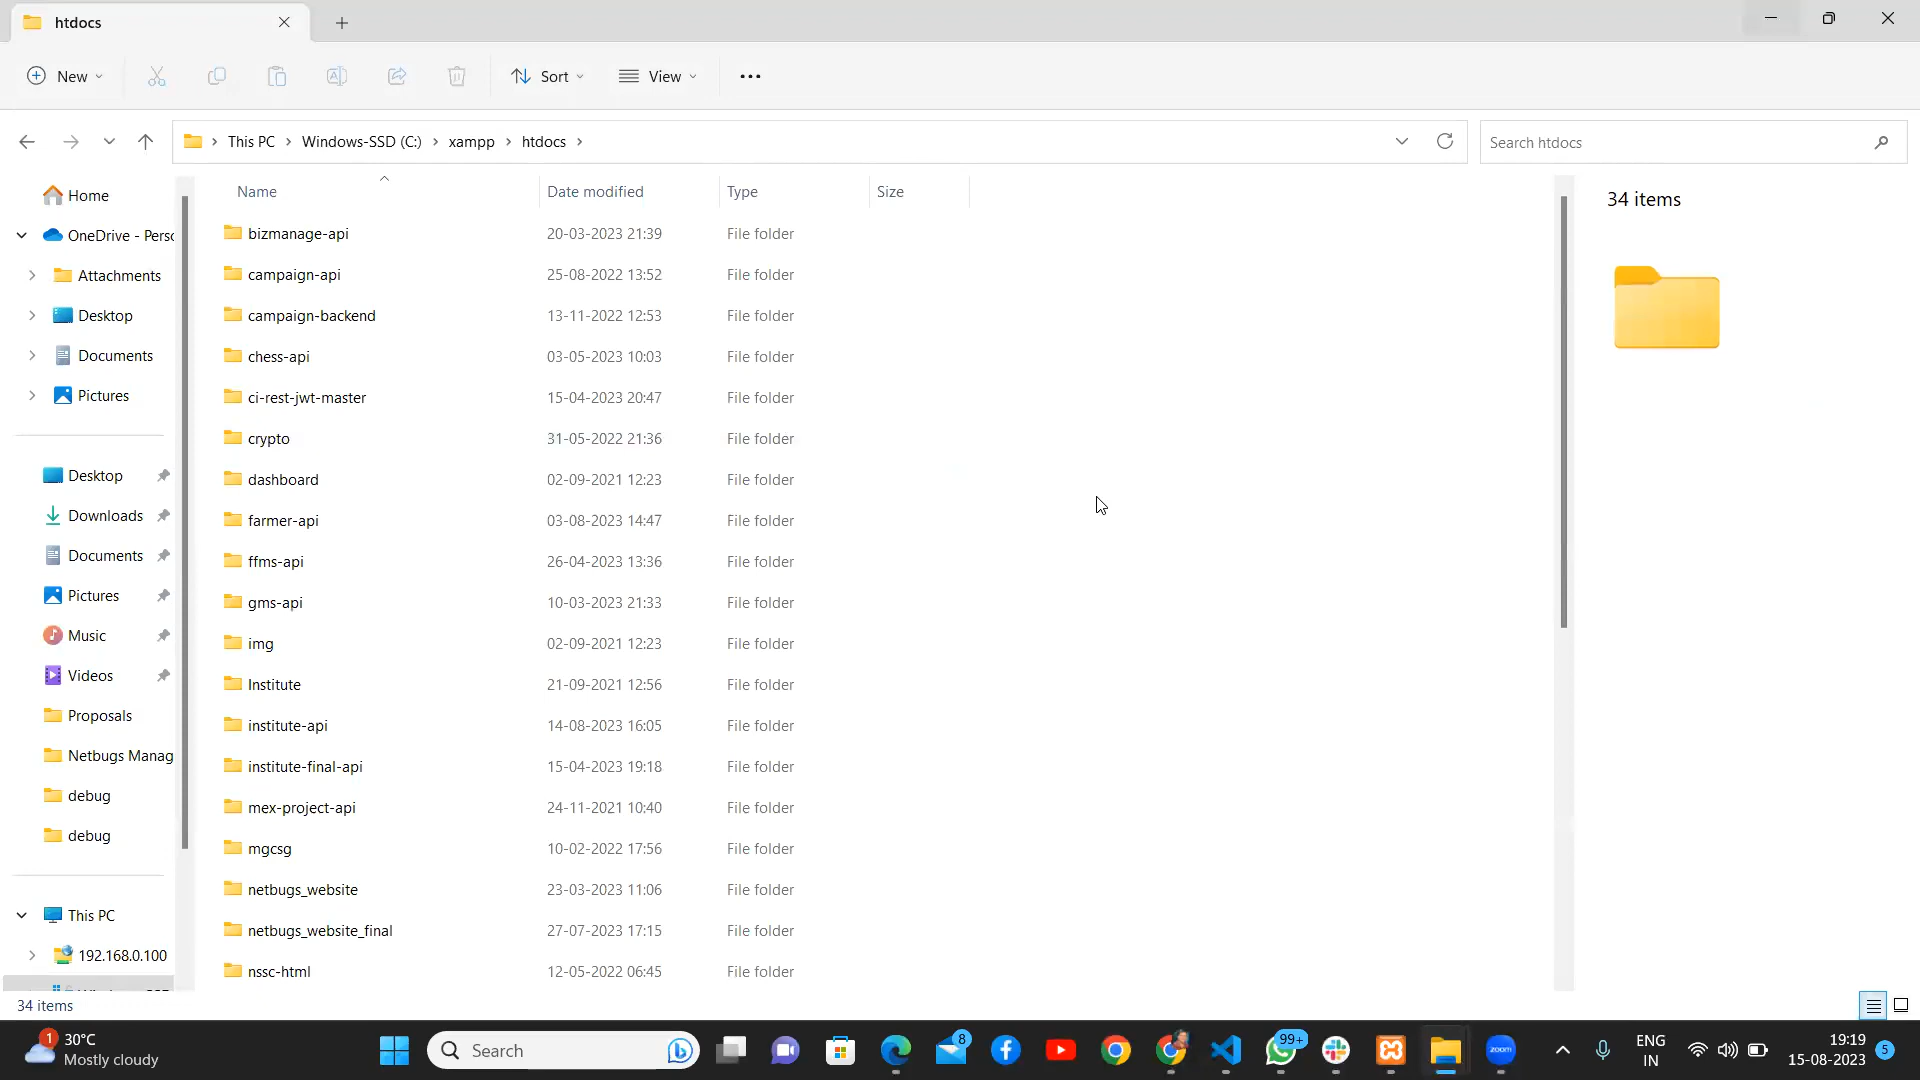 htdocs
New
Sort
View
This PC
Windows-SSD (C:)
xampp
htdocs
Search htdocs
Home
OneDrive - Perso
Attachments
Desktop
Documents
Pictures
Desktop
Downloads
Documents
Pictures
Music
Videos
Proposals
Netbugs Manag
debug
debug
This PC
192.168.0.100
Name Date modified Type Size
bizmanage-api 20-03-2023 21:39 File folder
campaign-api 25-08-2022 13:52 File folder
campaign-backend 13-11-2022 12:53 File folder
chess-api 03-05-2023 10:03 File folder
ci-rest-jwt-master 15-04-2023 20:47 File folder
crypto 31-05-2022 21:36 File folder
dashboard 02-09-2021 12:23 File folder
farmer-api 03-08-2023 14:47 File folder
ffms-api 26-04-2023 13:36 File folder
gms-api 10-03-2023 21:33 File folder
img 02-09-2021 12:23 File folder
Institute 21-09-2021 12:56 File folder
institute-api 14-08-2023 16:05 File folder
institute-final-api 15-04-2023 19:18 File folder
mex-project-api 24-11-2021 10:40 File folder
mgcsg 10-02-2022 17:56 File folder
netbugs_website 23-03-2023 11:06 File folder
netbugs_website_final 27-07-2023 17:15 File folder
nssc-html 12-05-2022 06:45 File folder
34 items
34 items
1
30°C
Mostly cloudy
Search
8
99+
zoom
ENG
IN
19:19
15-08-2023
5